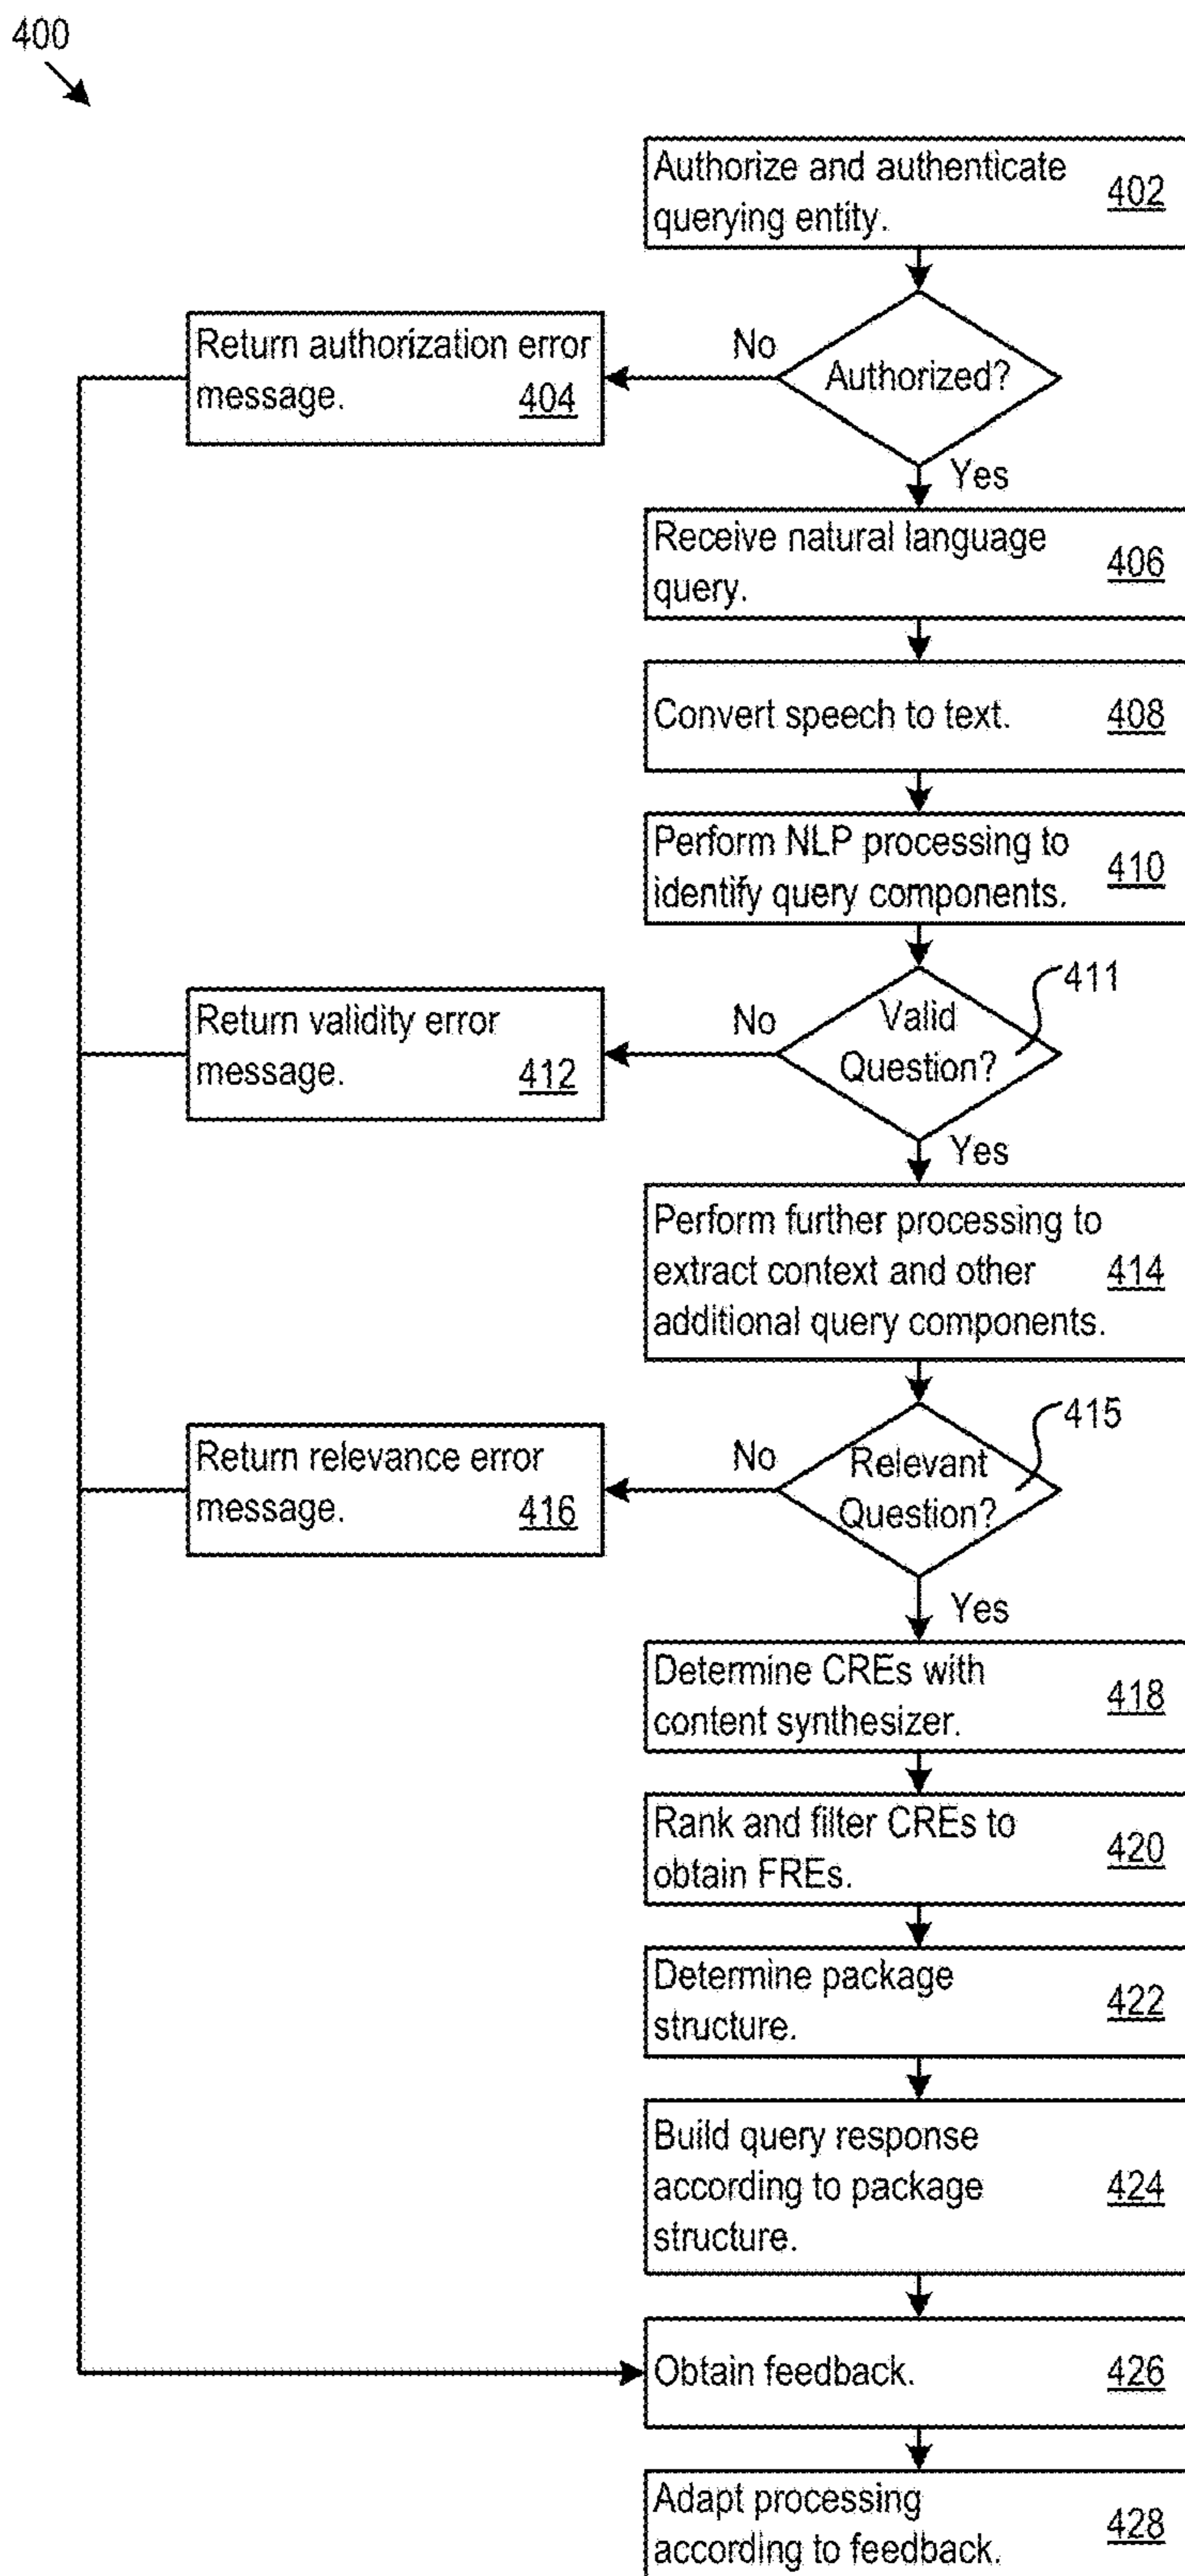 400
Authorize and authenticate
querying entity.
402
Return authorization error
message.
404
No
Authorized?
Yes
Receive natural language
query.
406
Convert speech to text.
408
Perform NLP processing to
identify query components.
410
Return validity error
message.
412
No
Valid
Question?
411
Yes
Perform further processing to
extract context and other
additional query components.
414
Return relevance error
message.
416
No
Relevant
Question?
415
Yes
Determine CREs with
content synthesizer.
418
Rank and filter CREs to
obtain FREs.
420
Determine package
structure.
422
Build query response
according to package
structure.
424
Obtain feedback.
426
Adapt processing
according to feedback.
428